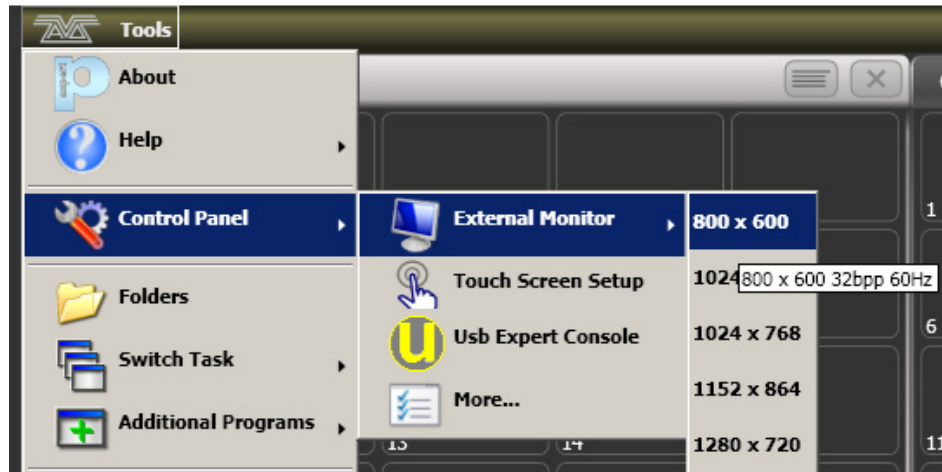 Tools
About
Help
Control Panel
Folders
Switch Task
Additional Programs
External Monitor
Touch Screen Setup
Usb Expert Console
More...
800 x 600
1024
800 x 600 32bpp 60Hz
1024 x 768
1152 x 864
1280 x 720
1
6
11
13
14